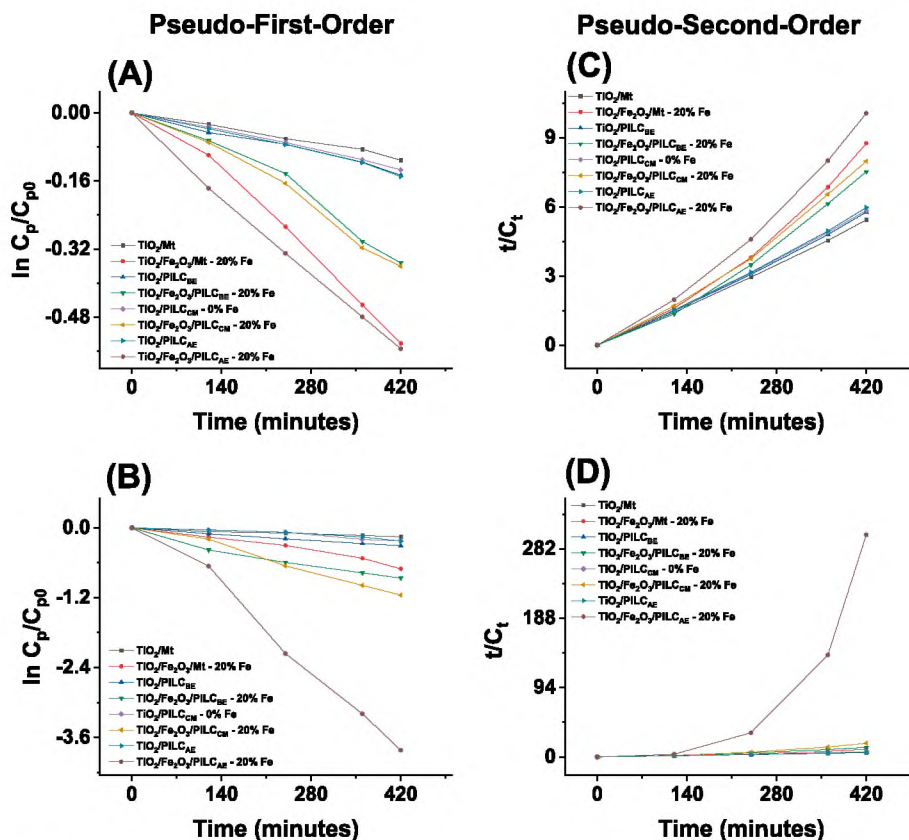 Pseudo-First-Order
Pseudo-Second-Order
(A)
0.00
-0.16
-0.32
-0.48
ln Cp/Cp0
TiO2/Mt
TiO2/Fe2O3/Mt - 20% Fe
TiO2/PILCBE
TiO2/Fe2O3/PILCBE - 20% Fe
TiO2/PILCCM - 0% Fe
TiO2/Fe2O3/PILCCM - 20% Fe
TiO2/PILCAE
TiO2/Fe2O3/PILCAE - 20% Fe
0 140 280 420
Time (minutes)
(C)
9
6
3
0
t/Ct
TiO2/Mt
TiO2/Fe2O3/Mt - 20% Fe
TiO2/PILCBE
TiO2/Fe2O3/PILCBE - 20% Fe
TiO2/PILCCM - 0% Fe
TiO2/Fe2O3/PILCCM - 20% Fe
TiO2/PILCAE
TiO2/Fe2O3/PILCAE - 20% Fe
0 140 280 420
Time (minutes)
(B)
0.0
-1.2
-2.4
-3.6
ln Cp/Cp0
TiO2/Mt
TiO2/Fe2O3/Mt - 20% Fe
TiO2/PILCBE
TiO2/Fe2O3/PILCBE - 20% Fe
TiO2/PILCCM - 0% Fe
TiO2/Fe2O3/PILCCM - 20% Fe
TiO2/PILCAE
TiO2/Fe2O3/PILCAE - 20% Fe
0 140 280 420
Time (minutes)
(D)
282
188
94
0
t/Ct
TiO2/Mt
TiO2/Fe2O3/Mt - 20% Fe
TiO2/PILCBE
TiO2/Fe2O3/PILCBE - 20% Fe
TiO2/PILCCM - 0% Fe
TiO2/Fe2O3/PILCCM - 20% Fe
TiO2/PILCAE
TiO2/Fe2O3/PILCAE - 20% Fe
0 140 280 420
Time (minutes)